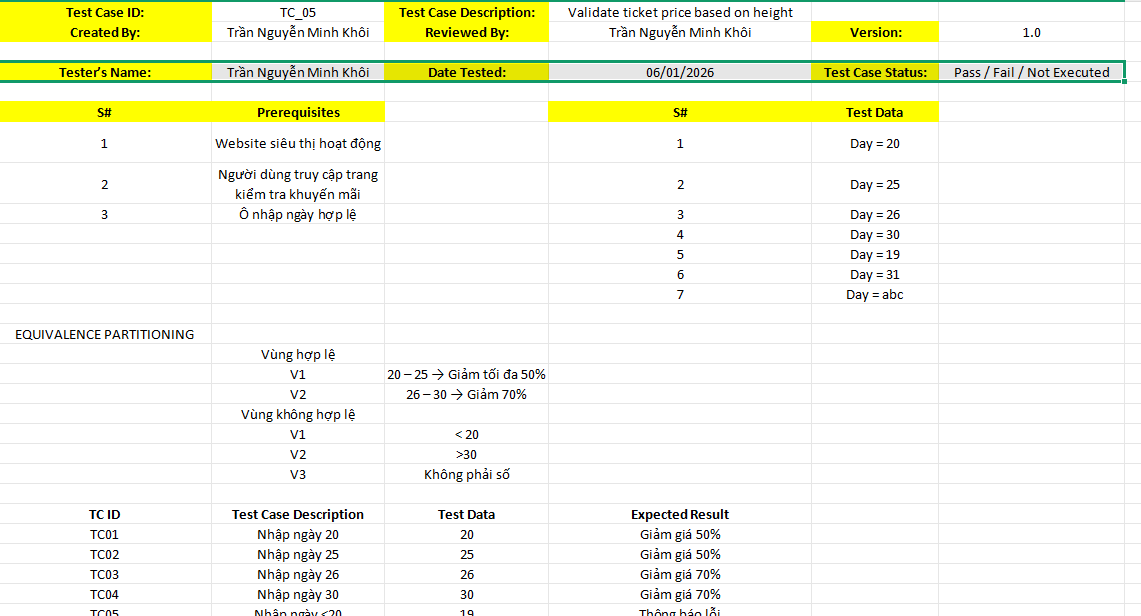 Test Case ID: TC_05 Test Case Description: Validate ticket price based on height
Created By: Trần Nguyễn Minh Khôi Reviewed By: Trần Nguyễn Minh Khôi Version: 1.0
Tester's Name: Trần Nguyễn Minh Khôi Date Tested: 06/01/2026 Test Case Status: Pass / Fail / Not Executed
S# Prerequisites S# Test Data
1 Website siêu thị hoạt động 1 Day = 20
2 Người dùng truy cập trang kiểm tra khuyến mãi 2 Day = 25
3 Ô nhập ngày hợp lệ 3 Day = 26
4 Day = 30
5 Day = 19
6 Day = 31
7 Day = abc
EQUIVALENCE PARTITIONING
Vùng hợp lệ
V1 20 – 25 → Giảm tối đa 50%
V2 26 – 30 → Giảm 70%
Vùng không hợp lệ
V1 < 20
V2 >30
V3 Không phải số
TC ID Test Case Description Test Data Expected Result
TC01 Nhập ngày 20 20 Giảm giá 50%
TC02 Nhập ngày 25 25 Giảm giá 50%
TC03 Nhập ngày 26 26 Giảm giá 70%
TC04 Nhập ngày 30 30 Giảm giá 70%
TC05 Nhập ngày <20 19 Thông báo lỗi